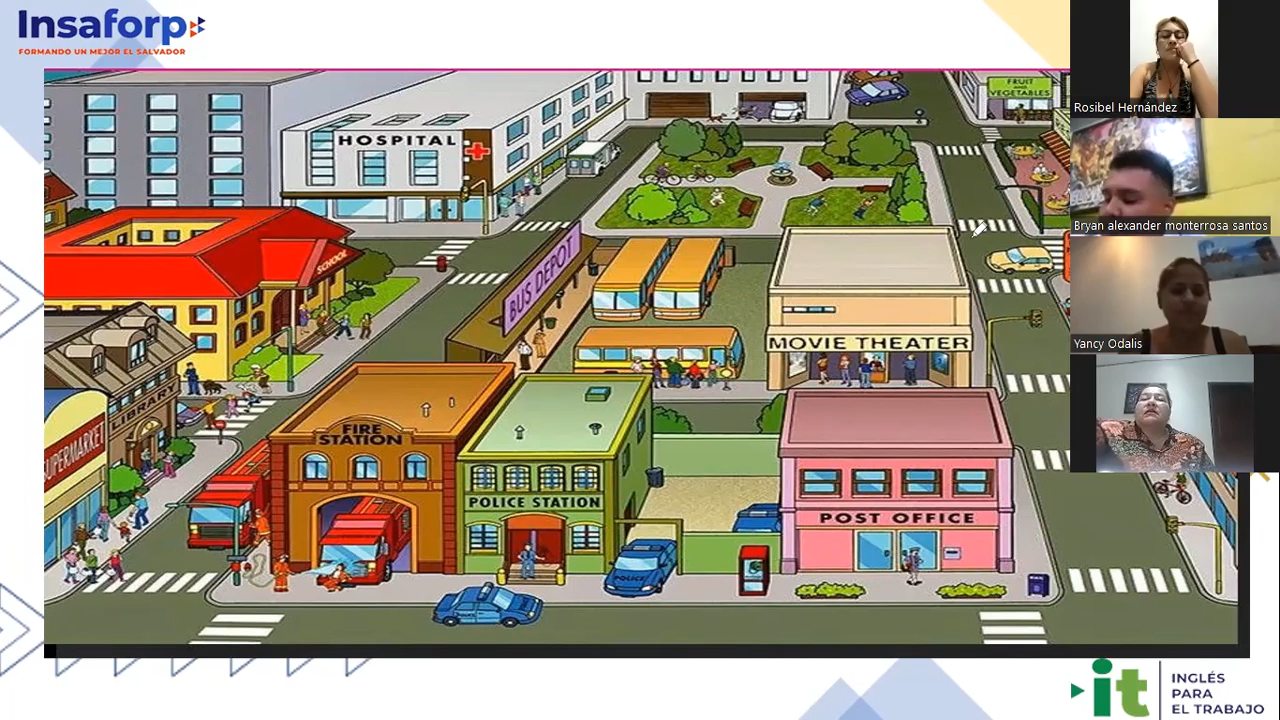 Insaforp
FORMANDO UN MEJOR EL SALVADOR
HOSPITAL
FRUIT
AND
VEGETABLES
SCHOOL
BUS DEPOT
MOVIE THEATER
LIBRARY
SUPERMARKET
FIRE
STATION
POLICE STATION
POLICE
POST OFFICE
Rosibel Hernández
Bryan alexander monterrosa santos
Yancy Odalis
it
INGLÉS
PARA
EL TRABAJO